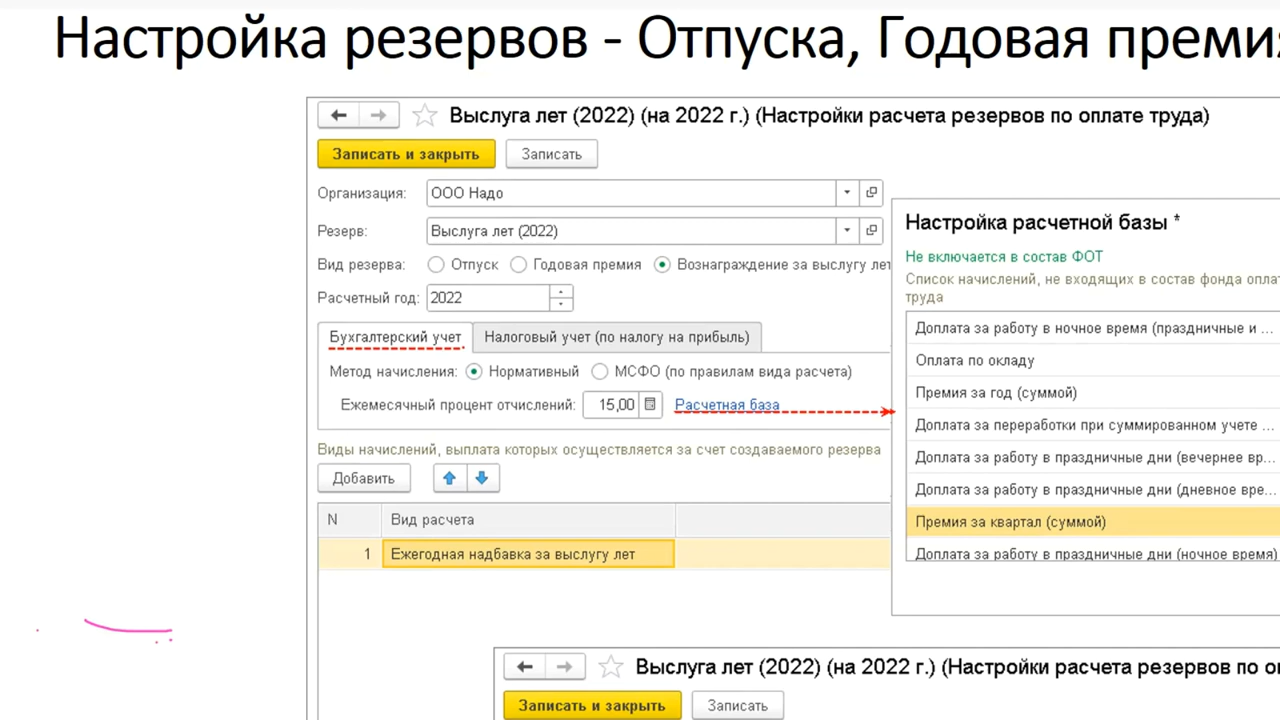 Настройка резервов - Отпуска, Годовая премия
Выслуга лет (2022) (на 2022 г.) (Настройки расчета резервов по оплате труда)
Записать и закрыть Записать
Организация: ООО Надо
Резерв: Выслуга лет (2022)
Вид резерва: Отпуск Годовая премия Вознаграждение за выслугу лет
Расчетный год: 2022
Бухгалтерский учет Налоговый учет (по налогу на прибыль)
Метод начисления: Нормативный МСФО (по правилам вида расчета)
Ежемесячный процент отчислений: 15,00 Расчетная база
Виды начислений, выплата которых осуществляется за счет создаваемого резерва
Добавить
N Вид расчета
1 Ежегодная надбавка за выслугу лет
Настройка расчетной базы *
Не включается в состав ФОТ
Список начислений, не входящих в состав фонда
труда
Доплата за работу в ночное время (праздничные и ...
Оплата по окладу
Премия за год (суммой)
Доплата за переработки при суммированном учете ...
Доплата за работу в праздничные дни (вечернее вр...
Доплата за работу в праздничные дни (дневное вре...
Премия за квартал (суммой)
Доплата за работу в праздничные дни (ночное время)
Выслуга лет (2022) (на 2022 г.) (Настройки расчета резервов по
Записать и закрыть Записать